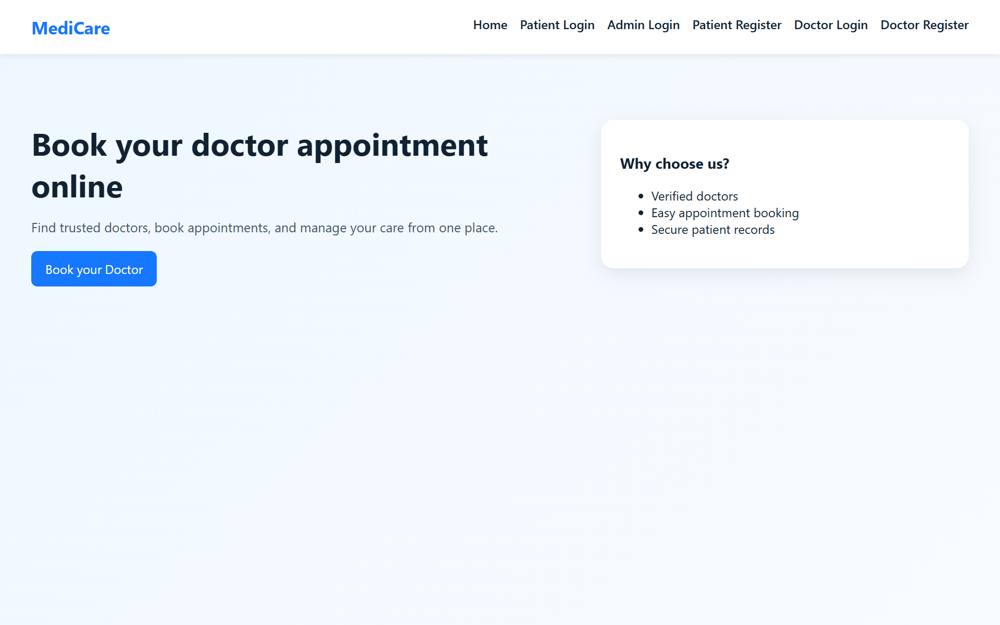 MediCare
Home Patient Login Admin Login Patient Register Doctor Login Doctor Register
Book your doctor appointment
online
Find trusted doctors, book appointments, and manage your care from one place.
Book your Doctor
Why choose us?
Verified doctors
Easy appointment booking
Secure patient records